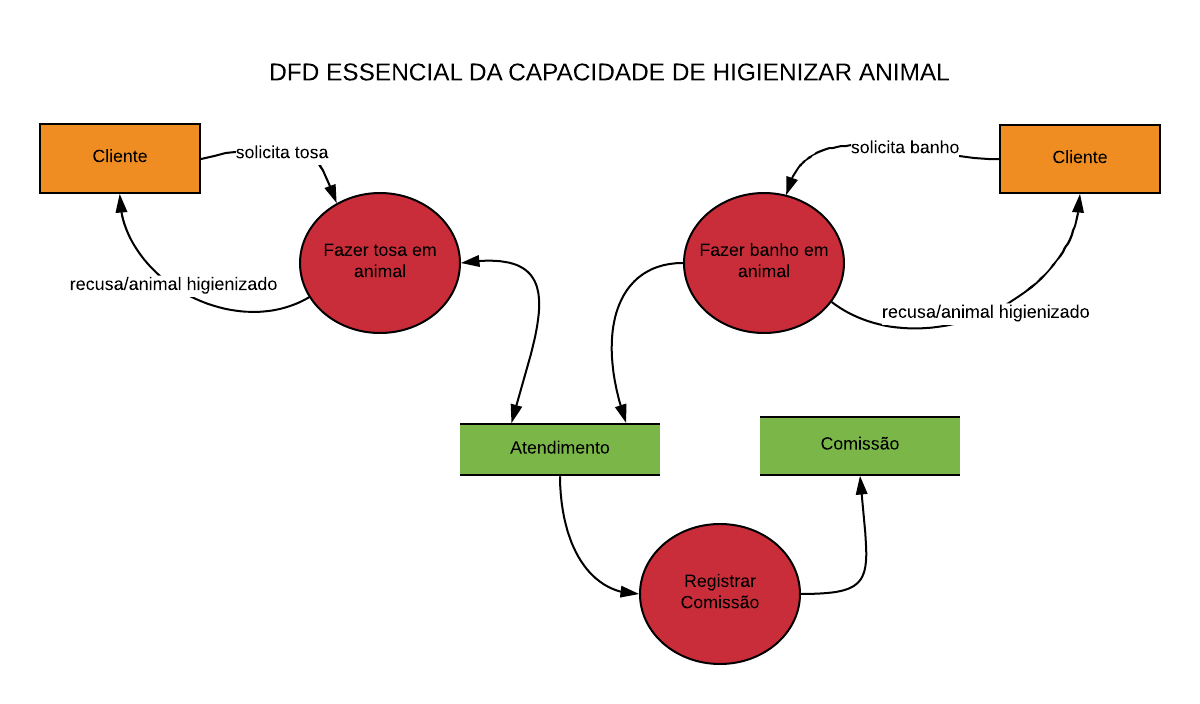 DFD ESSENCIAL DA CAPACIDADE DE HIGIENIZAR ANIMAL
Cliente
solicita tosa
solicita banho
Cliente
Fazer tosa em
animal
Fazer banho em
animal
recusa/animal higienizado
recusa/animal higienizado
Atendimento
Comissão
Registrar
Comissão